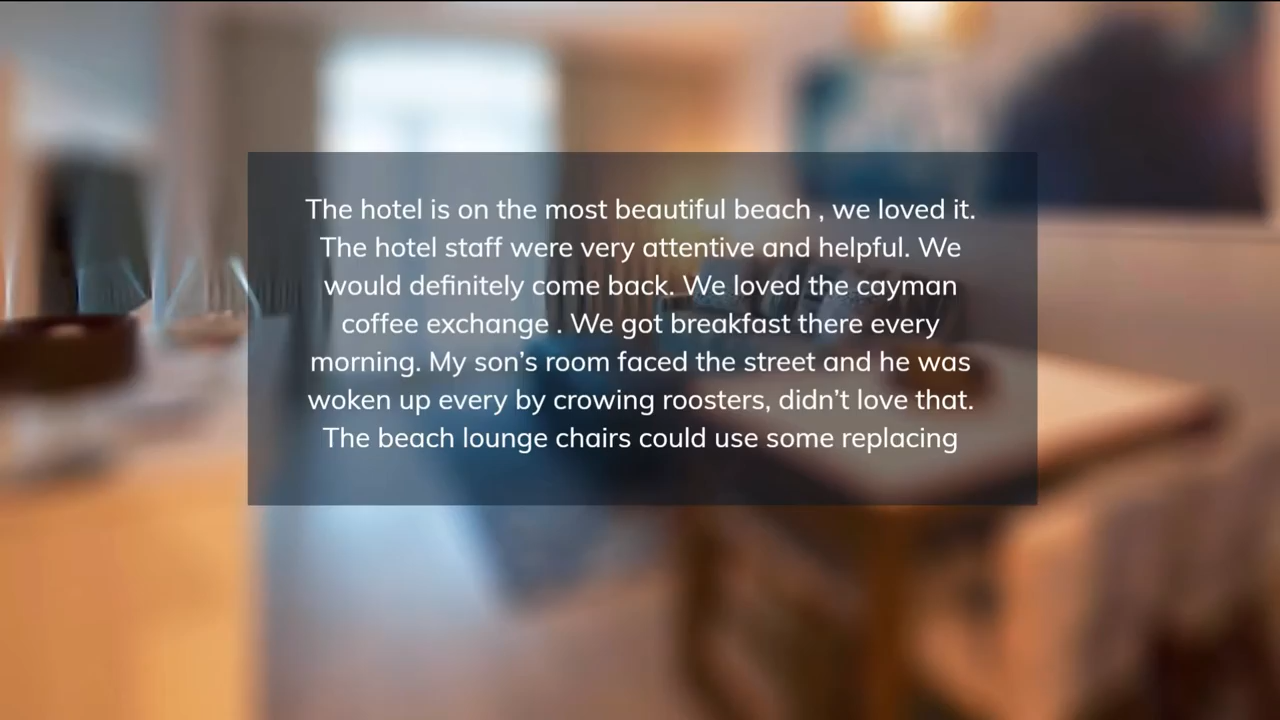 The hotel is on the most beautiful beach , we loved it.
The hotel staff were very attentive and helpful. We
would definitely come back. We loved the cayman
coffee exchange . We got breakfast there every
morning. My son’s room faced the street and he was
woken up every by crowing roosters, didn’t love that.
The beach lounge chairs could use some replacing